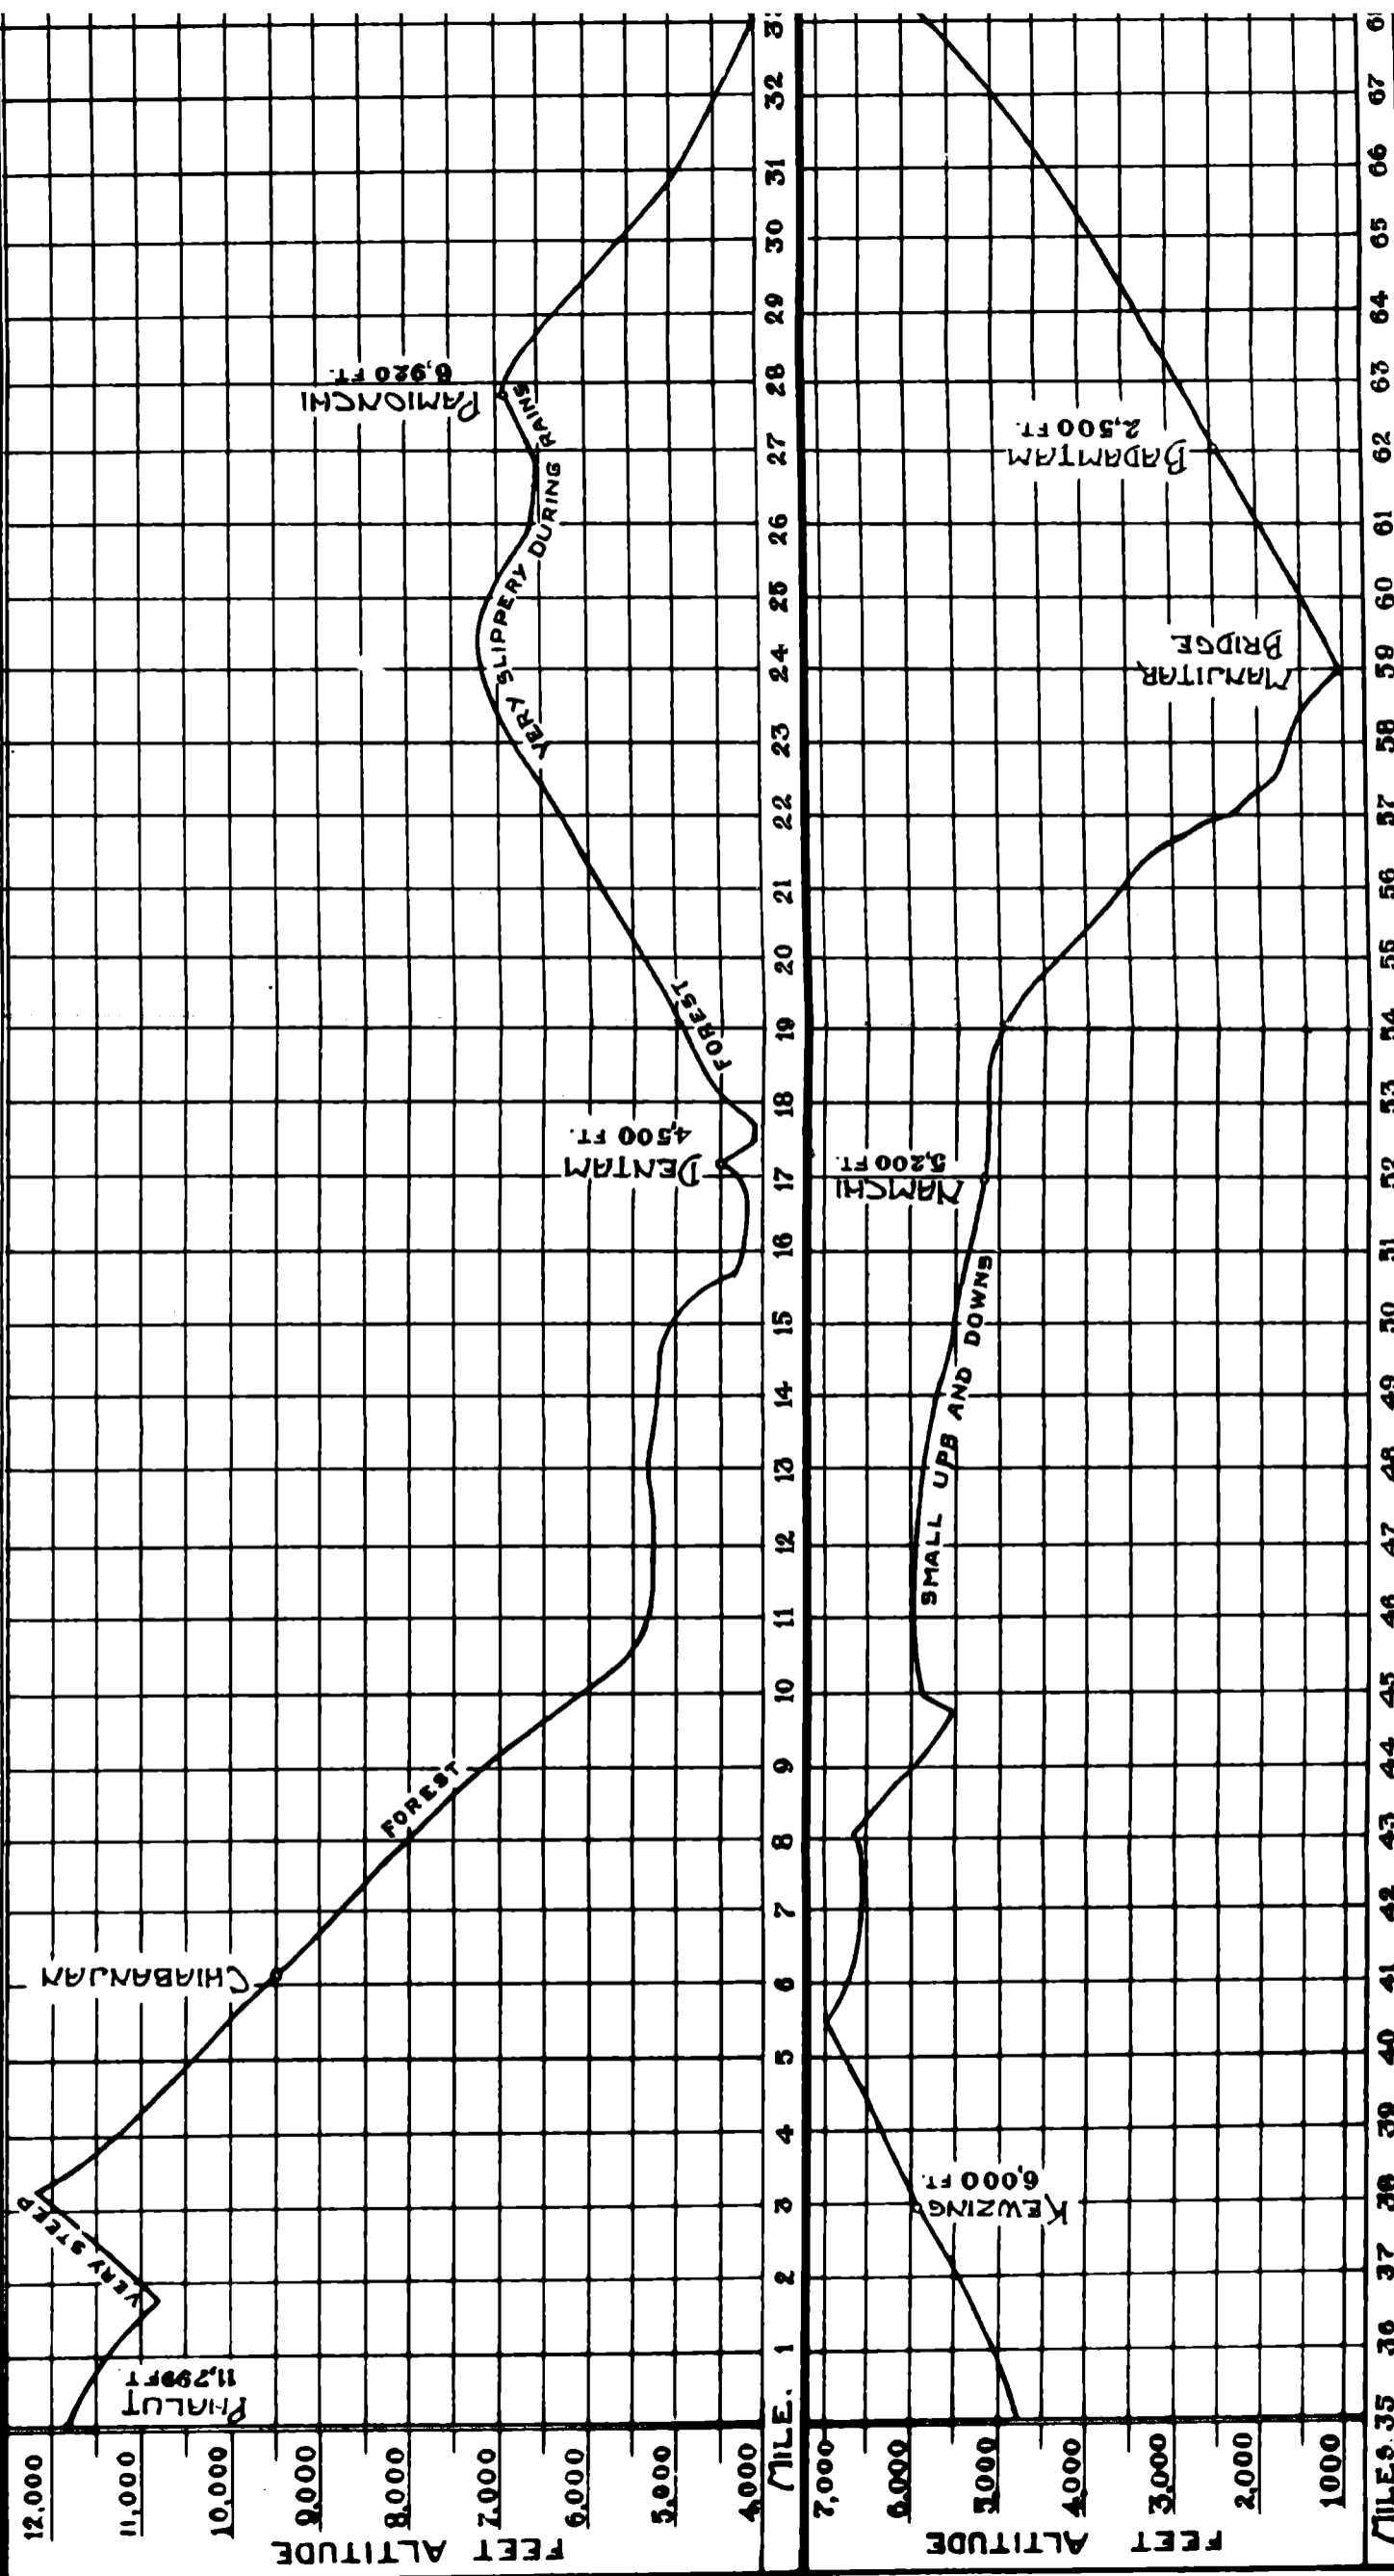 FEET ALTITUDE
12,000
11,000
10,000
9,000
8,000
7,000
6,000
5,000
4,000
PHALUT
11,799 FT
VERY STEEP
CHIABANJAN
FOREST
DENTAM
4,500 FT.
FOREST
VERY SLIPPERY DURING RAINS
PAMIONCHI
6,920 FT.
MILE. 1 2 3 4 5 6 7 8 9 10 11 12 13 14 15 16 17 18 19 20 21 22 23 24 25 26 27 28 29 30 31 32
FEET ALTITUDE
7,000
6,000
5,000
4,000
3,000
2,000
1000
KEWZING
6,000 FT.
SMALL UPS AND DOWNS
NAMCHI
5,200 FT.
MANJITAR
BRIDGE
BADAMTAM
2,500 FT.
MILES. 35 36 37 38 39 40 41 42 43 44 45 46 47 48 49 50 51 52 53 54 55 56 57 58 59 60 61 62 63 64 65 66 67